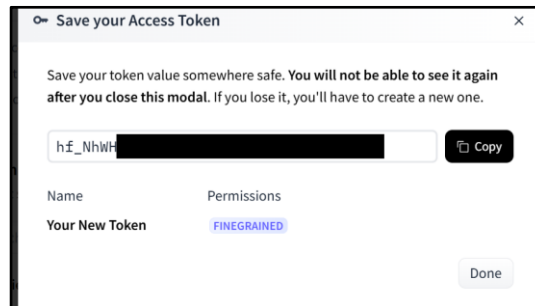 Save your Access Token
Save your token value somewhere safe. You will not be able to see it again
after you close this modal. If you lose it, you'll have to create a new one.
hf_NhWH
Copy
Name Permissions
Your New Token FINEGRAINED
Done